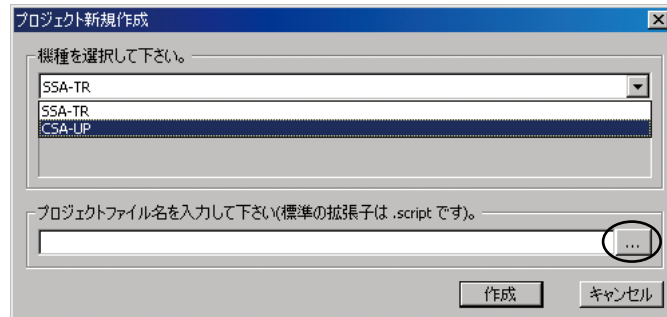 プロジェクト新規作成
機種を選択して下さい。
SSA-TR
SSA-TR
CSA-UP
プロジェクトファイル名を入力して下さい(標準の拡張子は .script です)。
...
作成 キャンセル